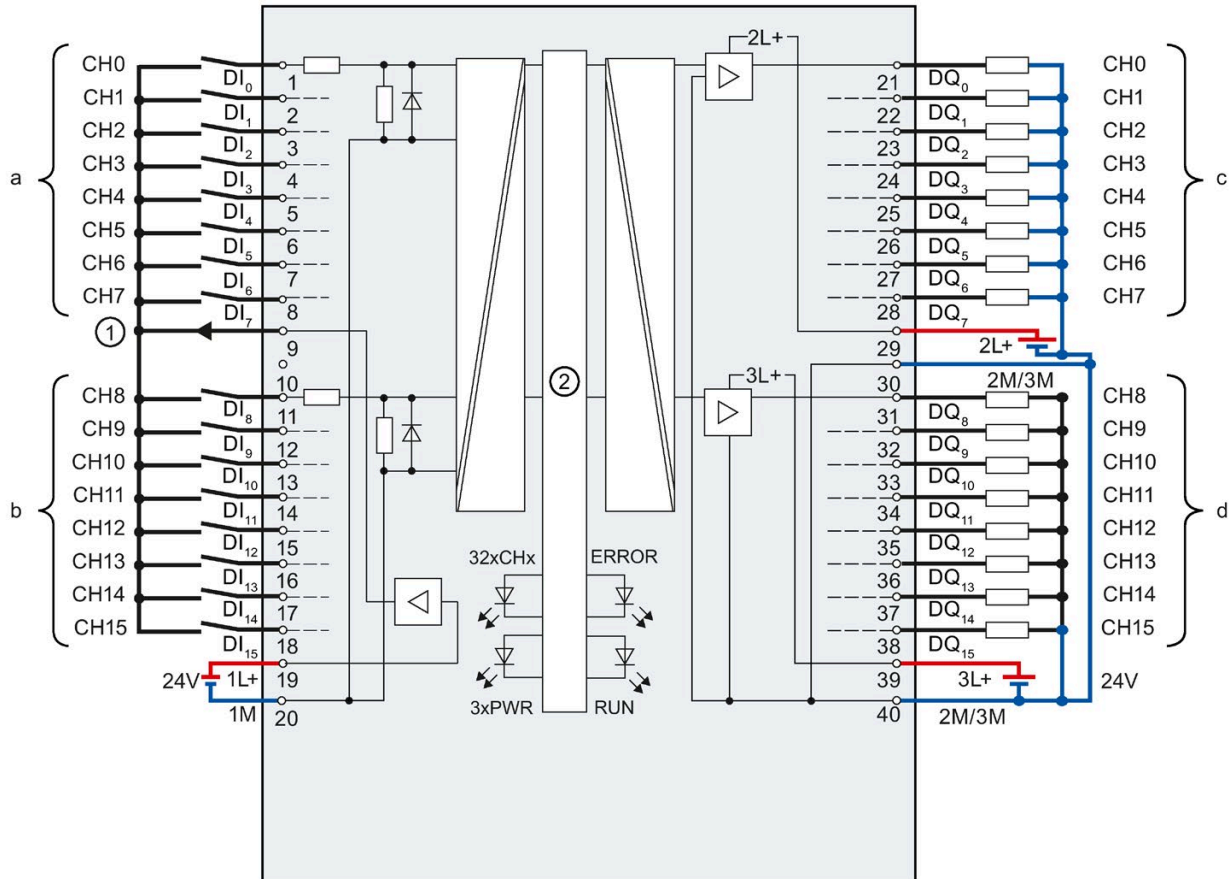 a
CH0
CH1
CH2
CH3
CH4
CH5
CH6
CH7
①
b
CH8
CH9
CH10
CH11
CH12
CH13
CH14
CH15
24V 1L+
1M
DI0
DI1
DI2
DI3
DI4
DI5
DI6
DI7
DI8
DI9
DI10
DI11
DI12
DI13
DI14
DI15
1
2
3
4
5
6
7
8
9
10
11
12
13
14
15
16
17
18
19
20
②
32xCHx
ERROR
3xPWR
RUN
2L+
3L+
21
22
23
24
25
26
27
28
29
30
31
32
33
34
35
36
37
38
39
40
DQ0
DQ1
DQ2
DQ3
DQ4
DQ5
DQ6
DQ7
2L+
2M/3M
DQ8
DQ9
DQ10
DQ11
DQ12
DQ13
DQ14
DQ15
3L+ 24V
2M/3M
CH0
CH1
CH2
CH3
CH4
CH5
CH6
CH7
c
CH8
CH9
CH10
CH11
CH12
CH13
CH14
CH15
d